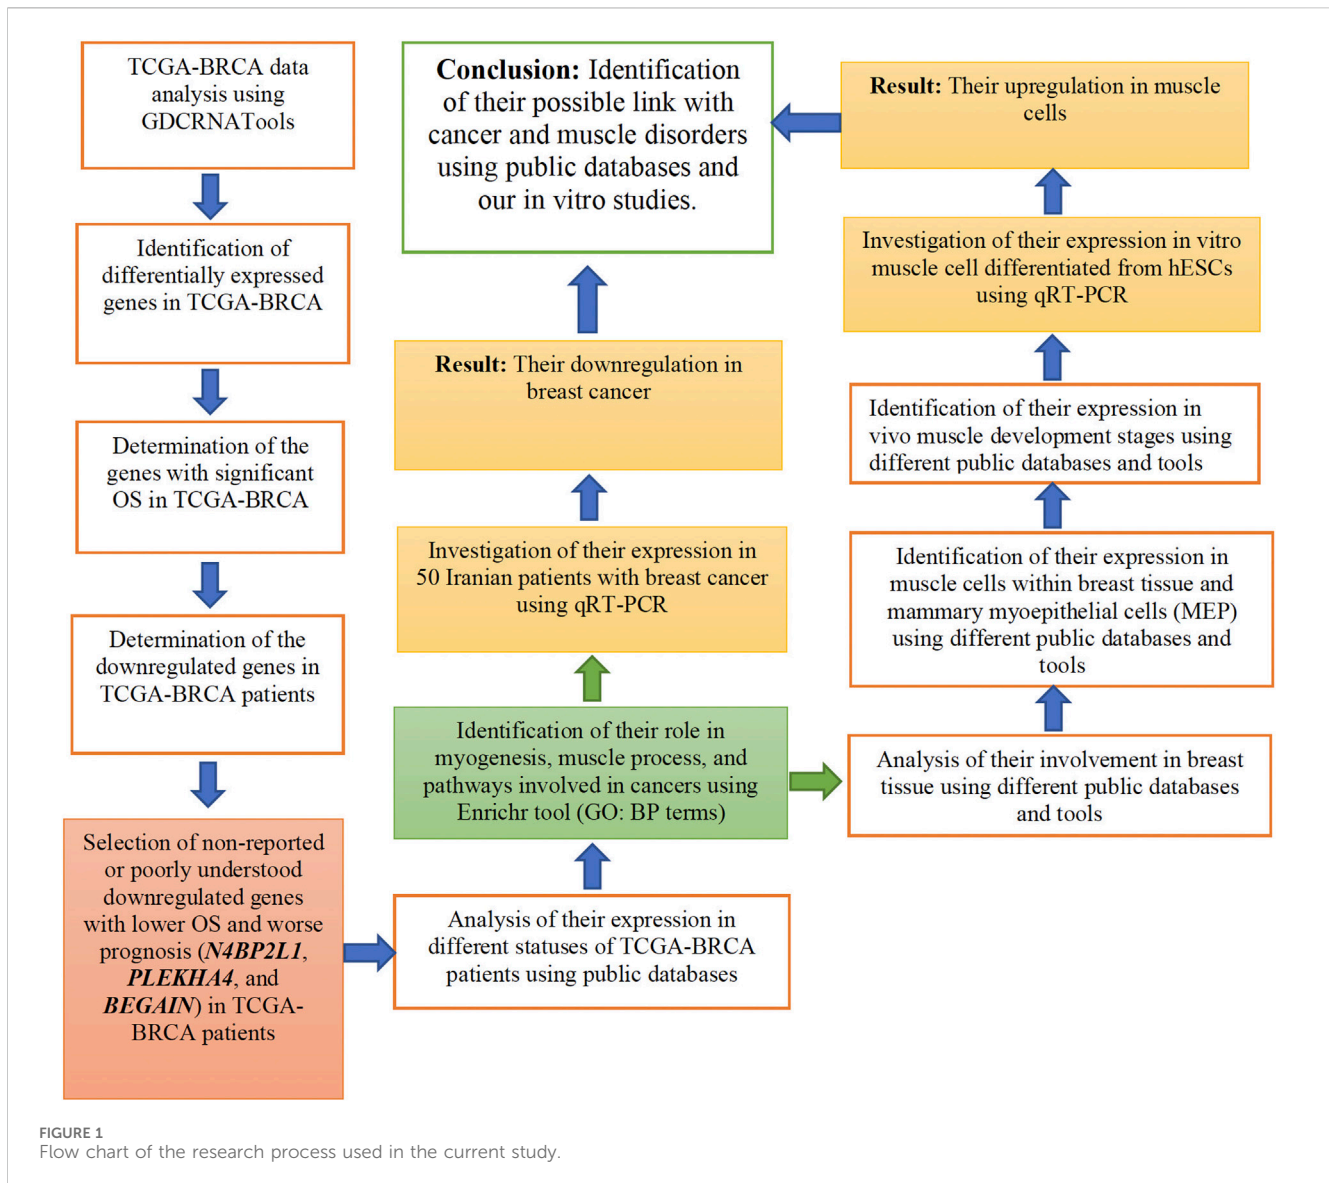 TCGA-BRCA data
analysis using
GDCRNATools
Identification of
differentially expressed
genes in TCGA-BRCA
Determination of the
genes with significant
OS in TCGA-BRCA
Determination of the
downregulated genes in
TCGA-BRCA patients
Selection of non-reported
or poorly understood
downregulated genes
with lower OS and worse
prognosis (N4BP2L1,
PLEKHA4, and
BEGAIN) in TCGA-
BRCA patients
Analysis of their expression in
different statuses of TCGA-BRCA
patients using public databases
Identification of their role in
myogenesis, muscle process, and
pathways involved in cancers using
Enrichr tool (GO: BP terms)
Investigation of their expression in
50 Iranian patients with breast cancer
using qRT-PCR
Result: Their downregulation in
breast cancer
Conclusion: Identification
of their possible link with
cancer and muscle disorders
using public databases and
our in vitro studies.
Analysis of their involvement in breast
tissue using different public databases
and tools
Identification of their expression in
muscle cells within breast tissue and
mammary myoepithelial cells (MEP)
using different public databases and
tools
Identification of their expression in
vivo muscle development stages using
different public databases and tools
Investigation of their expression in vitro
muscle cell differentiated from hESCs
using qRT-PCR
Result: Their upregulation in muscle
cells
FIGURE 1
Flow chart of the research process used in the current study.